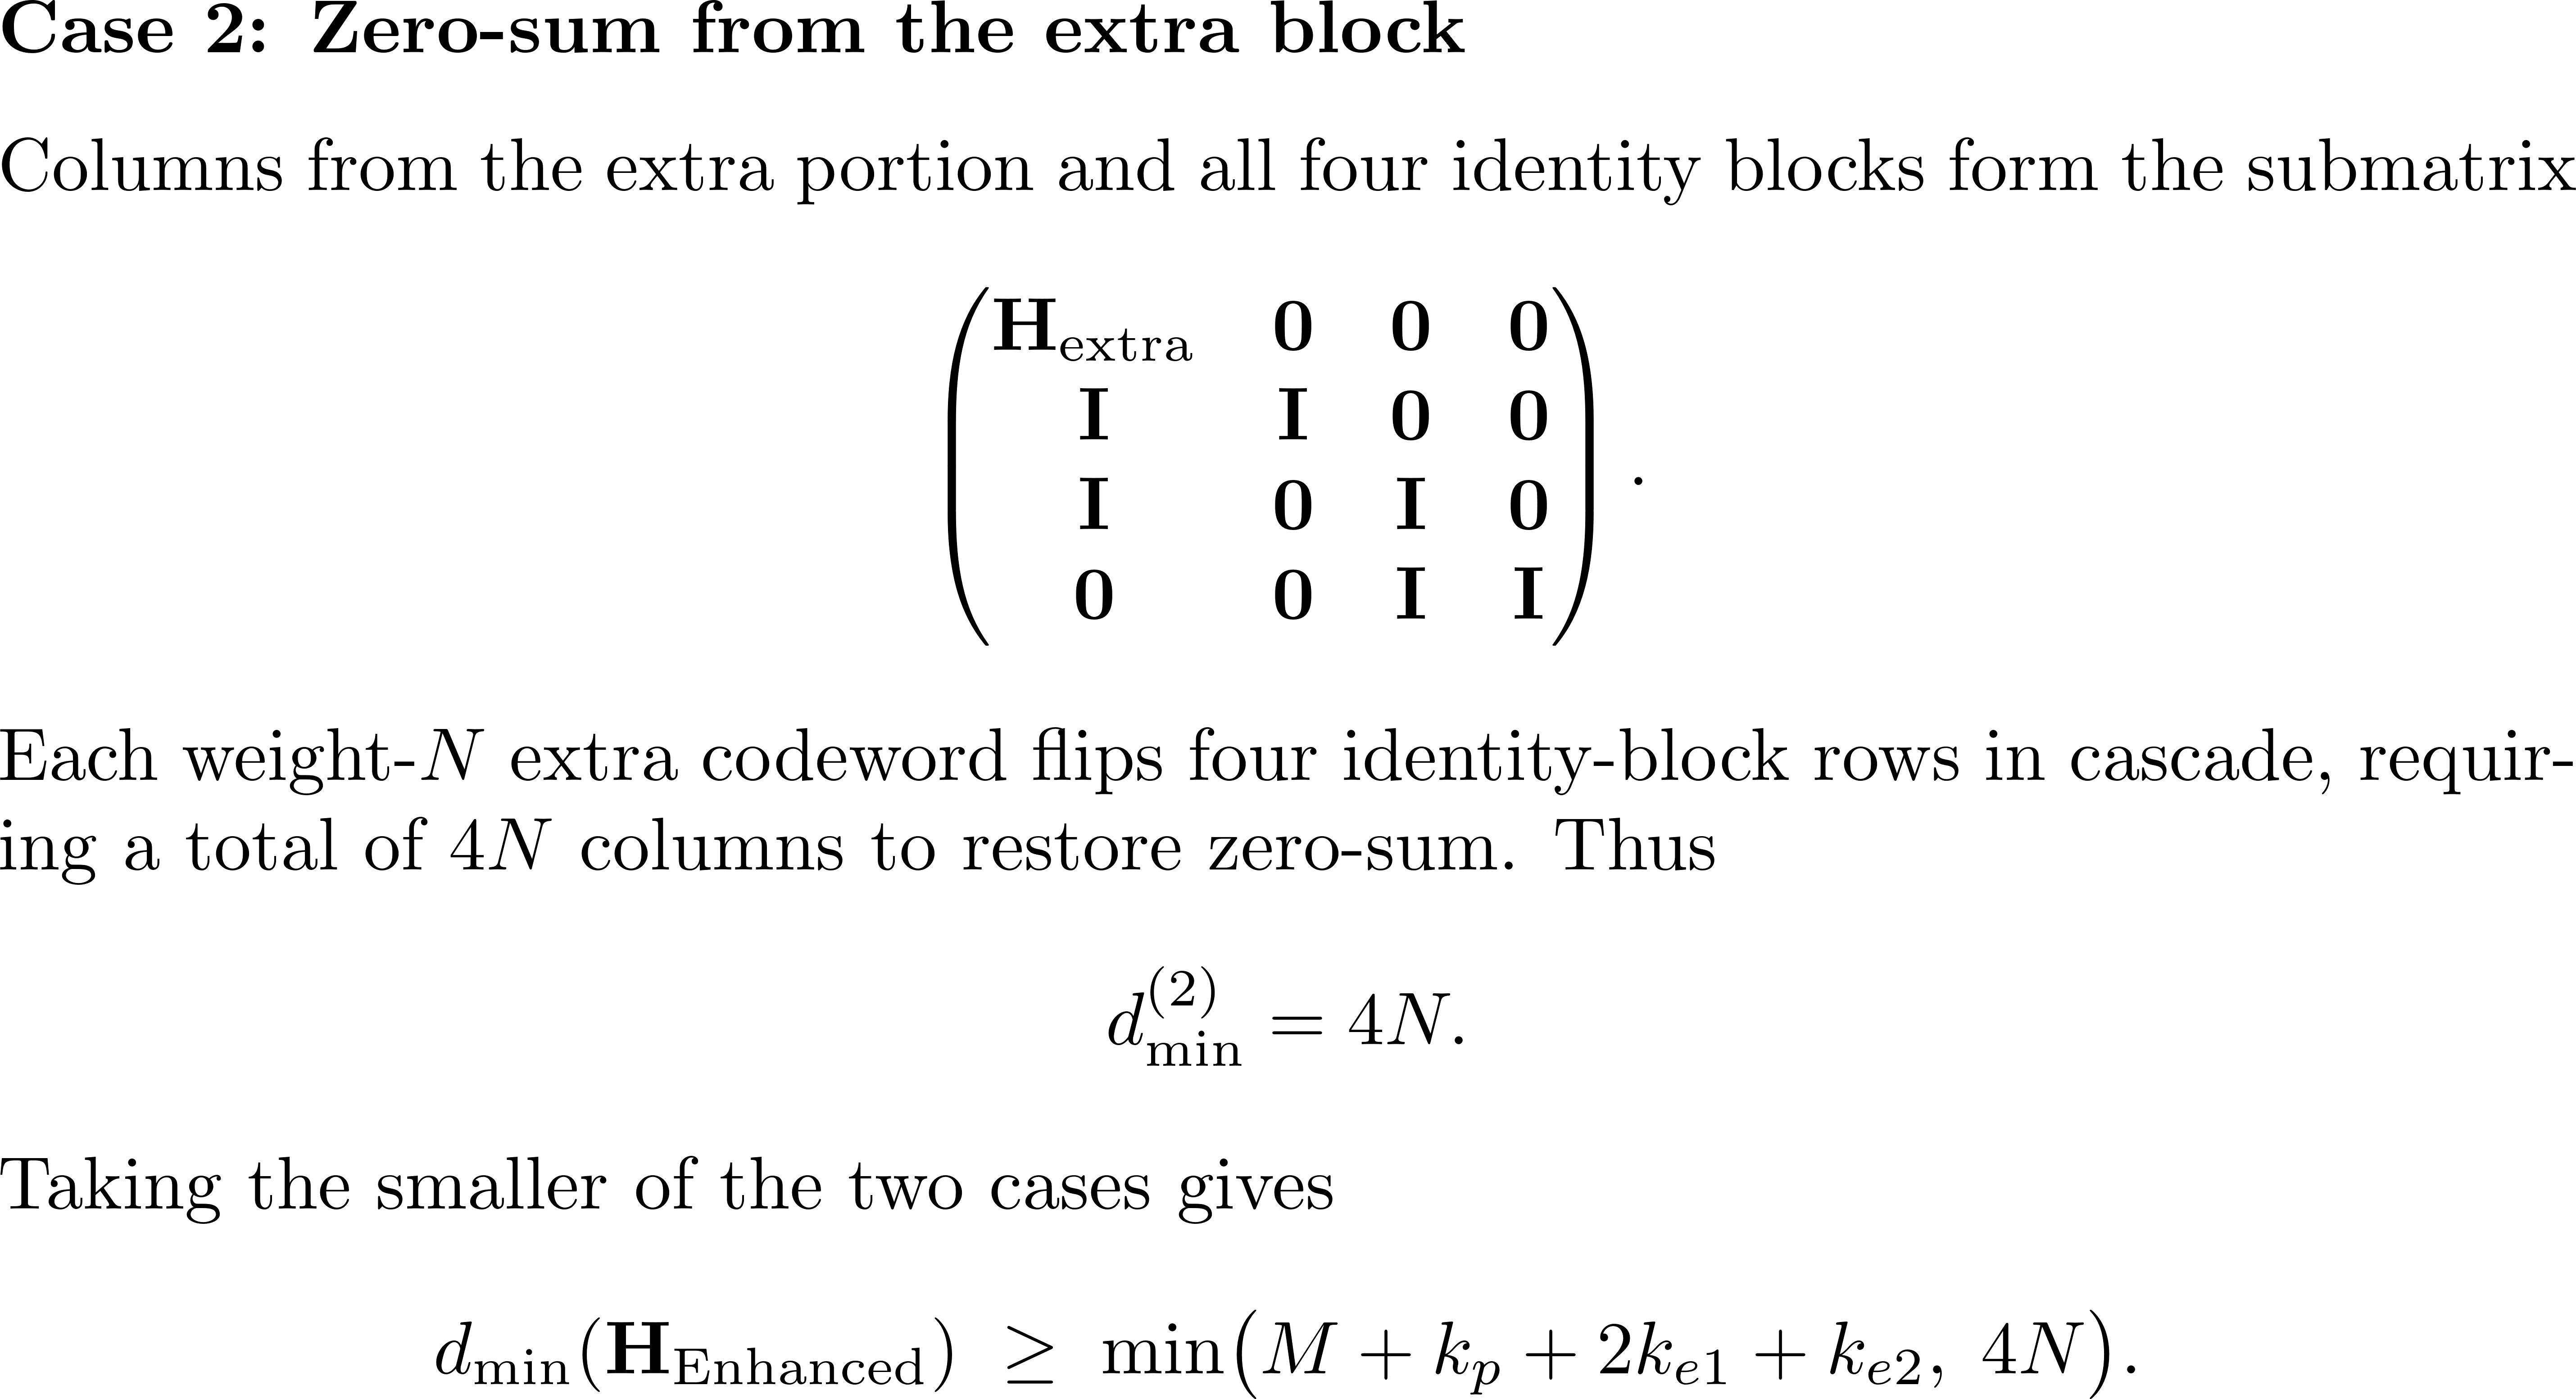 Case 2: Zero-sum from the extra block
Columns from the extra portion and all four identity blocks form the submatrix
H_extra 0 0 0
I I 0 0
I 0 I 0
0 0 I I
.
Each weight-N extra codeword flips four identity-block rows in cascade, requir-
ing a total of 4N columns to restore zero-sum. Thus
d_min^(2) = 4N.
Taking the smaller of the two cases gives
d_min(H_Enhanced) ≥ min(M + k_p + 2k_e1 + k_e2, 4N).